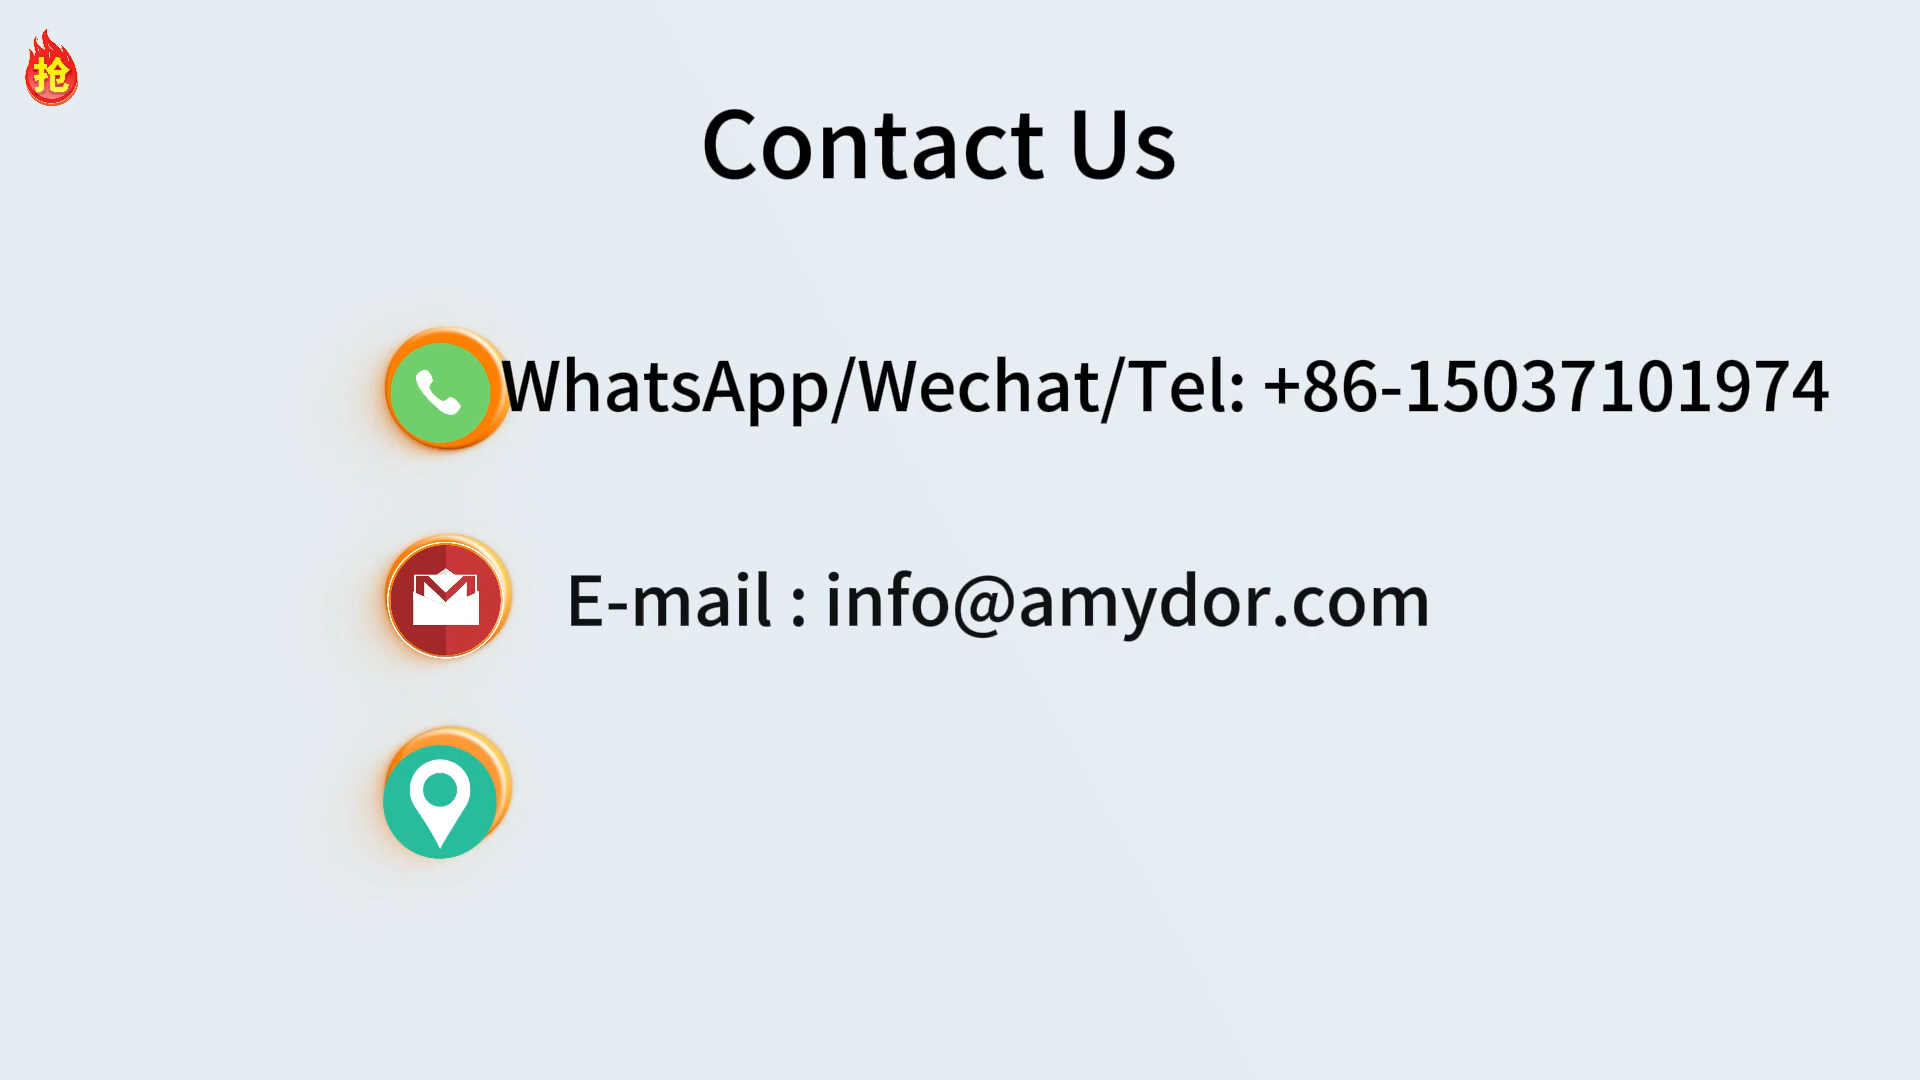 抢
Contact Us
WhatsApp/Wechat/Tel: +86-15037101974
E-mail : info@amydor.com